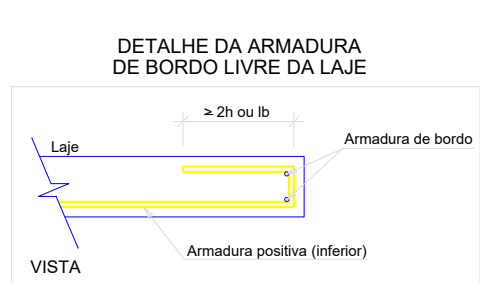 DETALHE DA ARMADURA
DE BORDO LIVRE DA LAJE
≥ 2h ou lb
Laje
Armadura de bordo
Armadura positiva (inferior)
VISTA